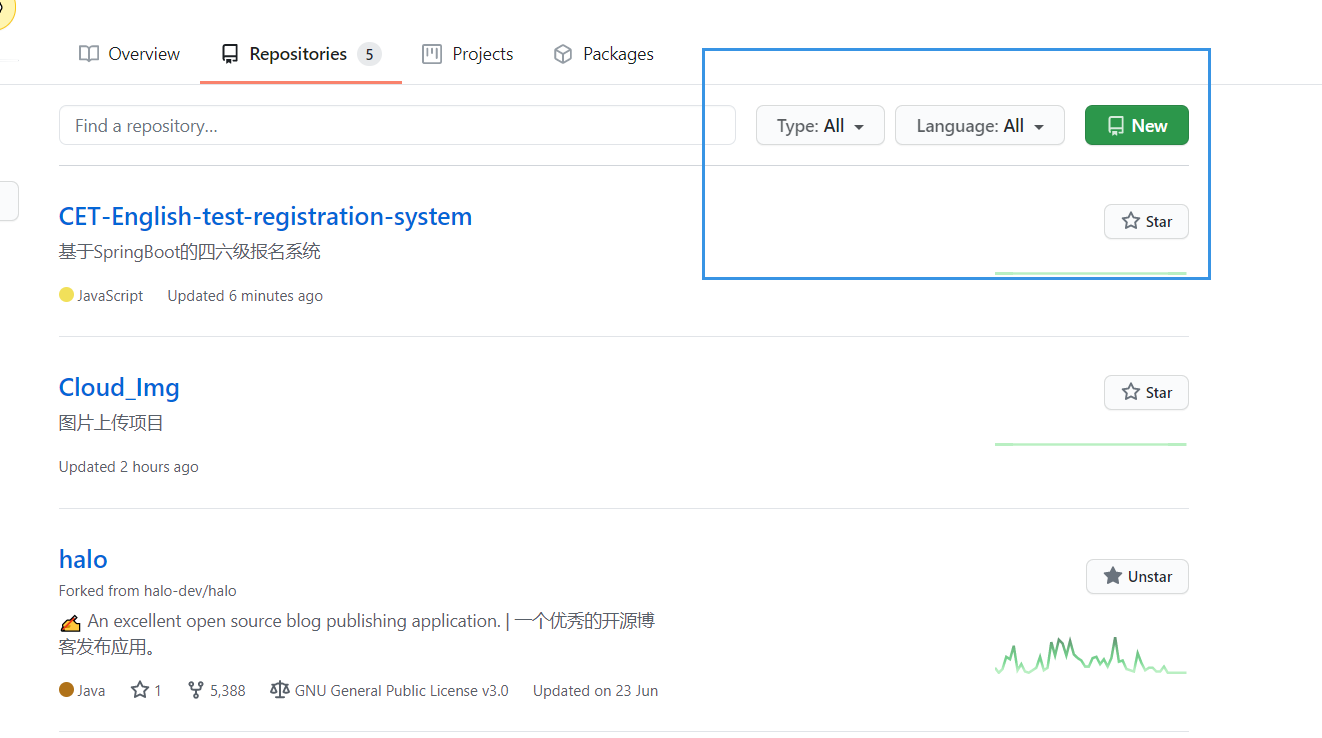 Overview Repositories 5 Projects Packages
Find a repository... Type: All Language: All New
CET-English-test-registration-system
Star
基于SpringBoot的四六级报名系统
JavaScript Updated 6 minutes ago
Cloud_Img
Star
图片上传项目
Updated 2 hours ago
halo
Unstar
Forked from halo-dev/halo
✍ An excellent open source blog publishing application. | 一个优秀的开源博
客发布应用。
Java 1 5,388 GNU General Public License v3.0 Updated on 23 Jun